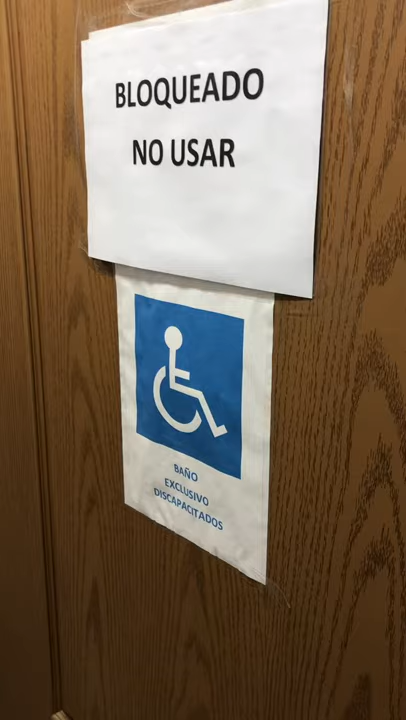 BLOQUEADO
NO USAR
BAÑO
EXCLUSIVO
DISCAPACITADOS